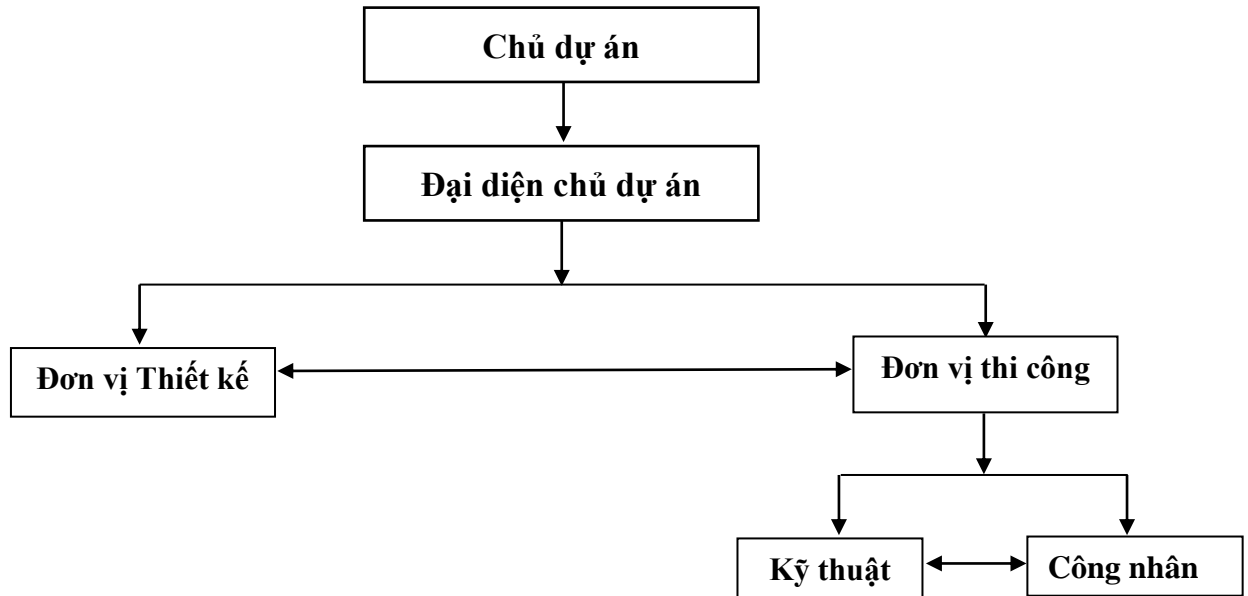 Chủ dự án
Đại diện chủ dự án
Đơn vị Thiết kế
Đơn vị thi công
Kỹ thuật
Công nhân